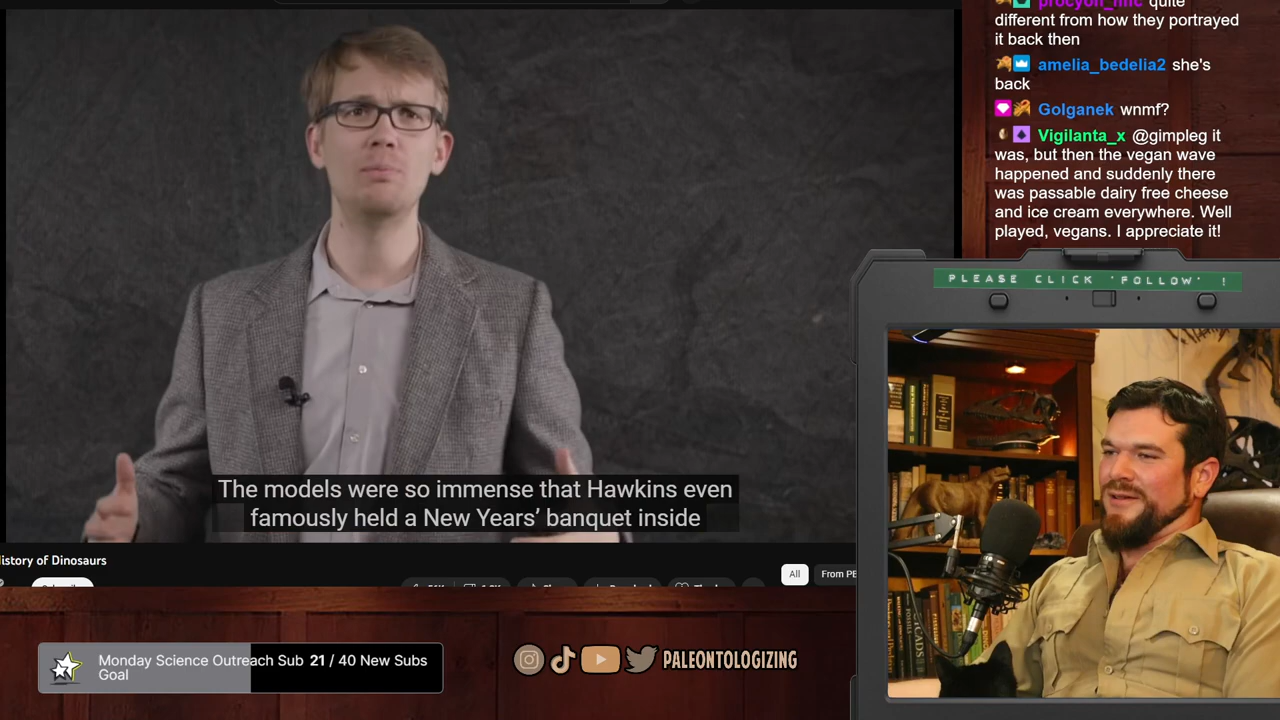 procyon_mlc quite
different from how they portrayed
it back then
amelia_bedelia2 she's
back
Golganek wnmf?
Vigilanta_x @gimpleg it
was, but then the vegan wave
happened and suddenly there
was passable dairy free cheese
and ice cream everywhere. Well
played, vegans. I appreciate it!
PLEASE CLICK "FOLLOW" !
The models were so immense that Hawkins even
famously held a New Years’ banquet inside
istory of Dinosaurs
All
From PE
Monday Science Outreach Sub 21 / 40 New Subs
Goal
PALEONTOLOGIZING